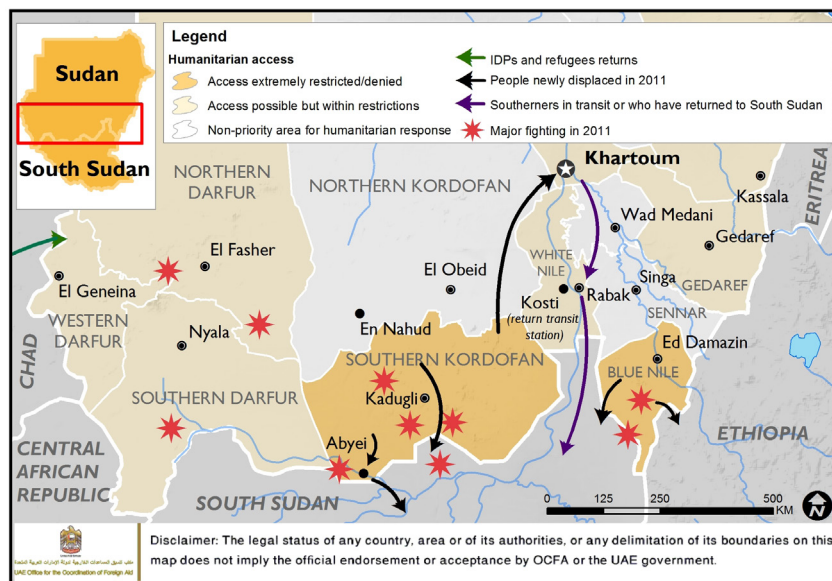 Legend
Humanitarian access
Access extremely restricted/denied
Access possible but within restrictions
Non-priority area for humanitarian response
IDPs and refugees returns
People newly displaced in 2011
Southerners in transit or who have returned to South Sudan
Major fighting in 2011
Sudan
South Sudan
NORTHERN
DARFUR
NORTHERN KORDOFAN
Khartoum
Kassala
ERITREA
Wad Medani
Gedaref
El Fasher
WHITE
NILE
GEDAREF
El Geneina
El Obeid
Kosti
(return transit
station)
Rabak
Singa
SENNAR
WESTERN
DARFUR
Nyala
En Nahud
CHAD
SOUTHERN KORDOFAN
Ed Damazin
BLUE NILE
SOUTHERN DARFUR
Kadugli
Abyei
ETHIOPIA
CENTRAL
AFRICAN
REPUBLIC
SOUTH SUDAN
0 125 250 500
KM
N
UAE Office for the Coordination of Foreign Aid
Disclaimer: The legal status of any country, area or of its authorities, or any delimitation of its boundaries on this
map does not imply the official endorsement or acceptance by OCFA or the UAE government.